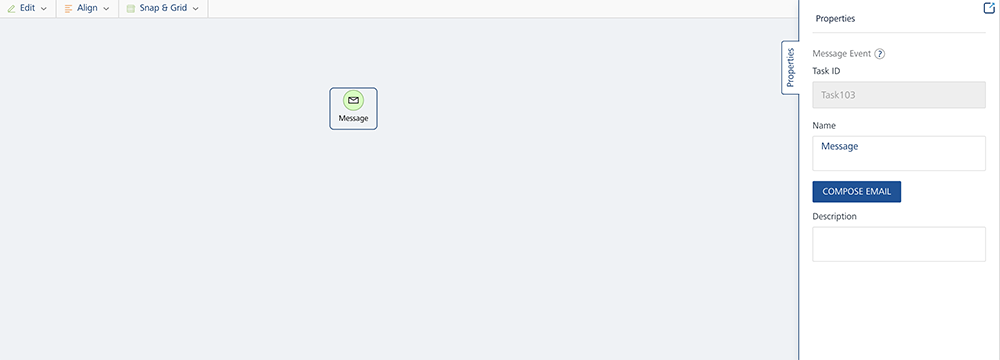 Edit
Align
Snap & Grid
Message
Properties
Properties
Message Event ?
Task ID
Task103
Name
Message
COMPOSE EMAIL
Description